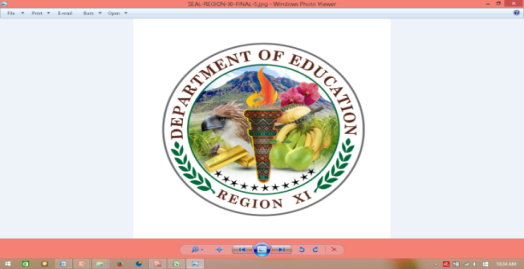 SEAL-REGION-XI-FINAL-5.jpg - Windows Photo Viewer
File Print E-mail Burn Open
DEPARTMENT OF EDUCATION
REGION XI